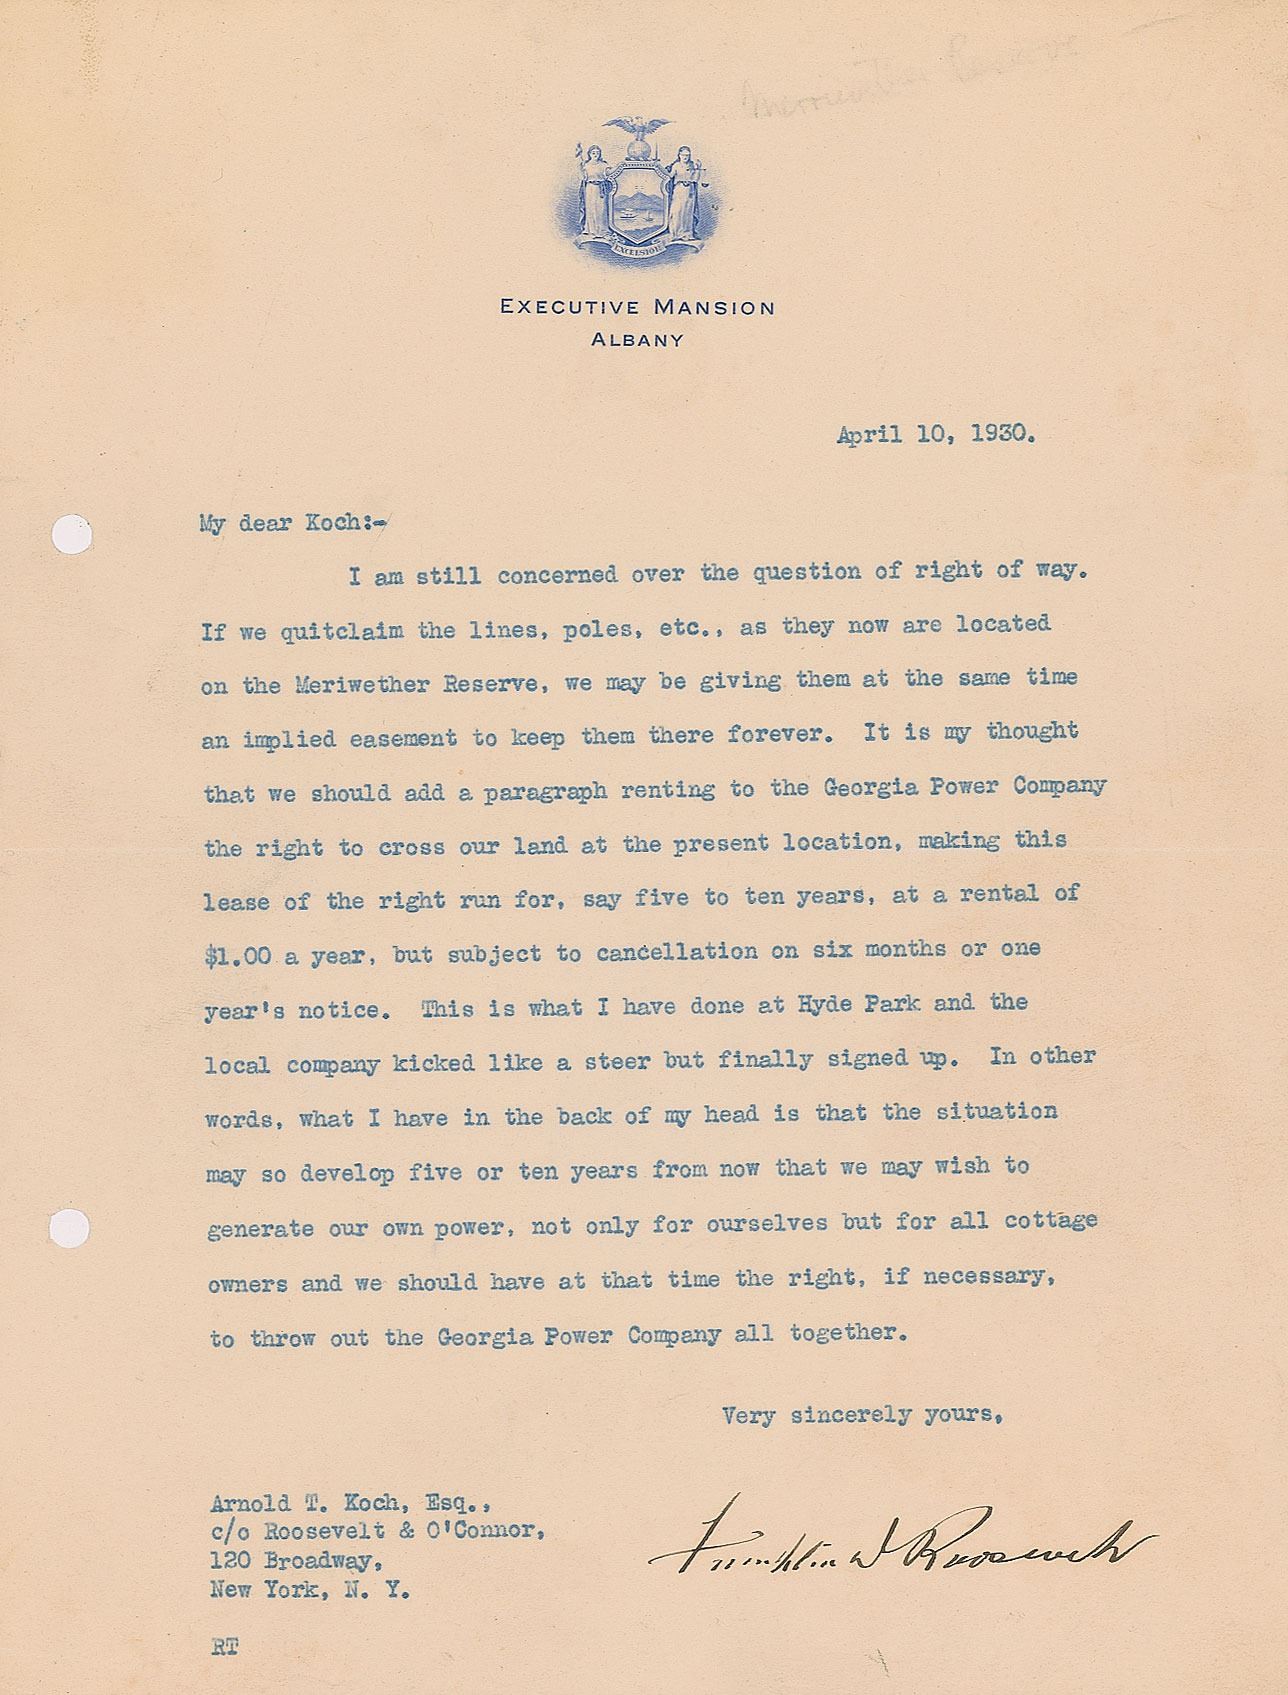 Meriwether Reserve
EXCELSIOR
EXECUTIVE MANSION
ALBANY
April 10, 1930.
My dear Koch:-
I am still concerned over the question of right of way.
If we quitclaim the lines, poles, etc., as they now are located
on the Meriwether Reserve, we may be giving them at the same time
an implied easement to keep them there forever. It is my thought
that we should add a paragraph renting to the Georgia Power Company
the right to cross our land at the present location, making this
lease of the right run for, say five to ten years, at a rental of
$1.00 a year, but subject to cancellation on six months or one
year's notice. This is what I have done at Hyde Park and the
local company kicked like a steer but finally signed up. In other
words, what I have in the back of my head is that the situation
may so develop five or ten years from now that we may wish to
generate our own power, not only for ourselves but for all cottage
owners and we should have at that time the right, if necessary,
to throw out the Georgia Power Company all together.
Very sincerely yours,
Arnold T. Koch, Esq.,
c/o Roosevelt & O'Connor,
120 Broadway,
New York, N. Y.
Franklin D Roosevelt
RT